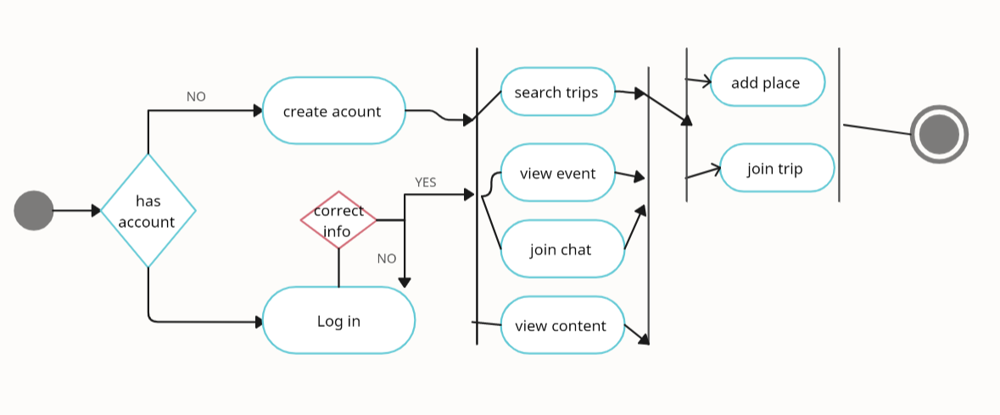 NO
create acount
has
account
correct
info
YES
NO
Log in
search trips
view event
join chat
view content
add place
join trip